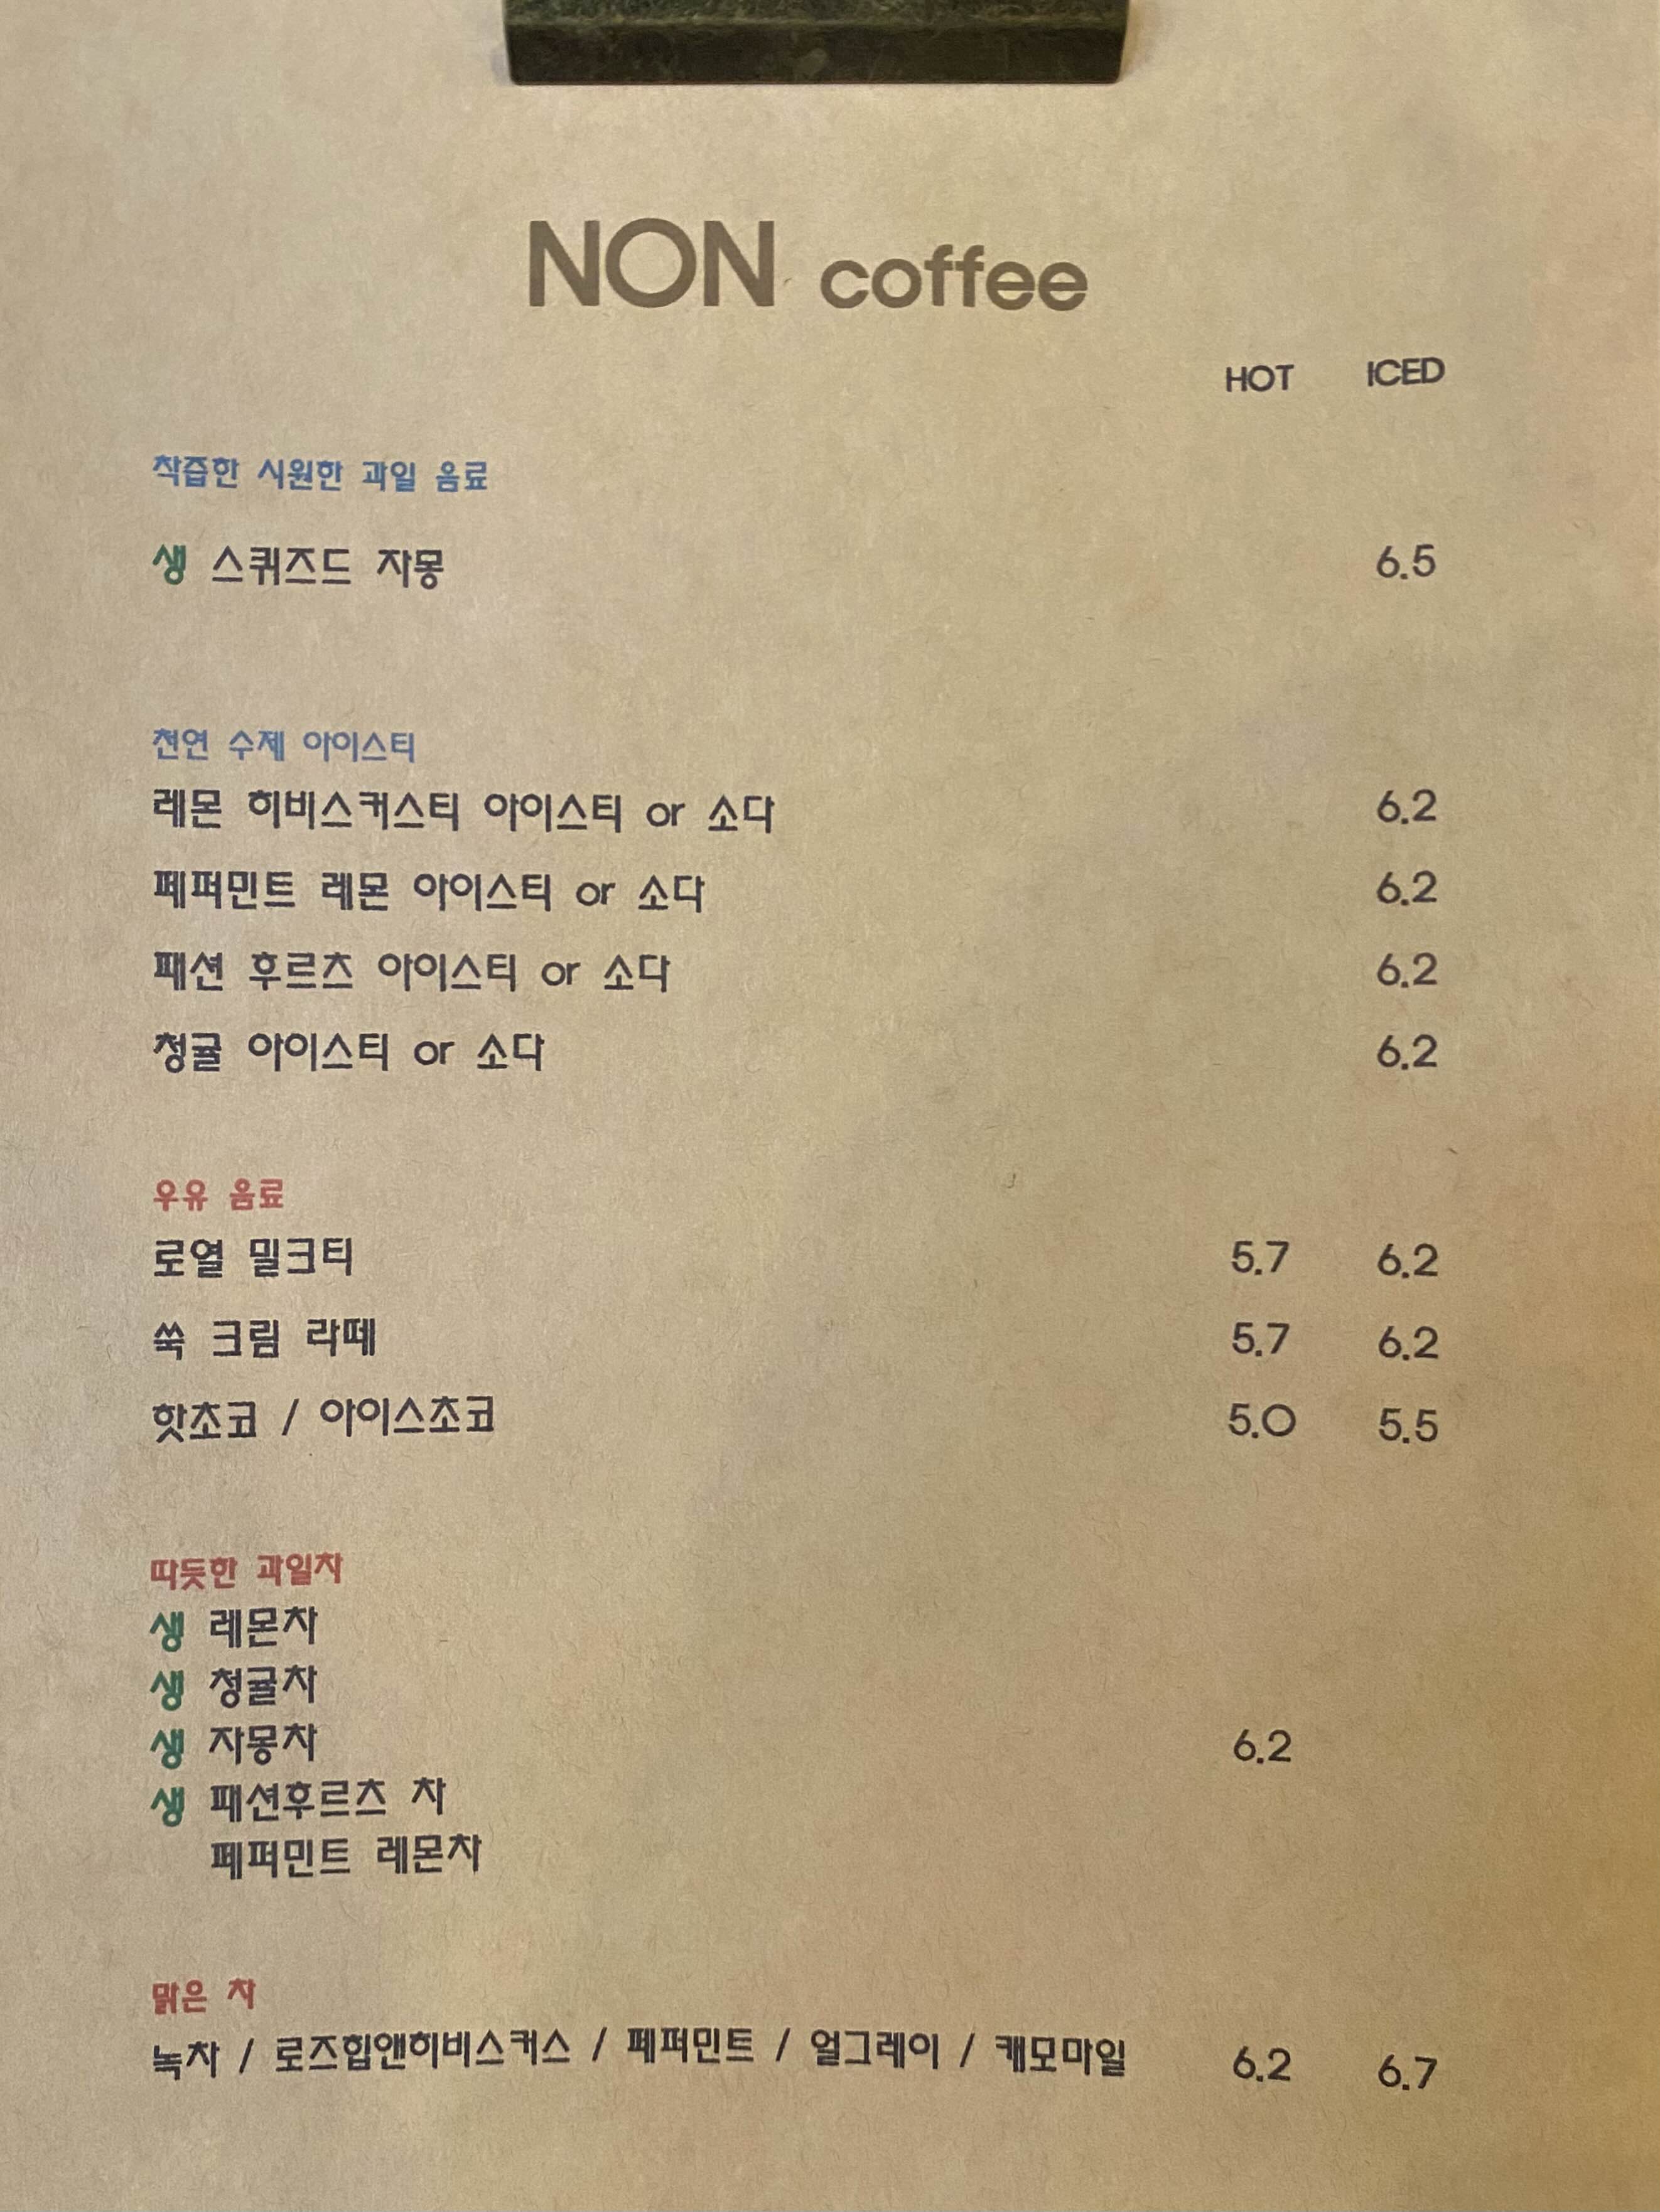 NON coffee
HOT ICED
착즙한 시원한 과일 음료
생 스퀴즈드 자몽 6.5
천연 수제 아이스티
레몬 히비스커스티 아이스티 or 소다 6.2
페퍼민트 레몬 아이스티 or 소다 6.2
패션 후르츠 아이스티 or 소다 6.2
청귤 아이스티 or 소다 6.2
우유 음료
로열 밀크티 5.7 6.2
쑥 크림 라떼 5.7 6.2
핫초코 / 아이스초코 5.0 5.5
따듯한 과일차
생 레몬차
생 청귤차
생 자몽차 6.2
생 패션후르츠 차
페퍼민트 레몬차
맑은 차
녹차 / 로즈힙앤히비스커스 / 페퍼민트 / 얼그레이 / 캐모마일 6.2 6.7